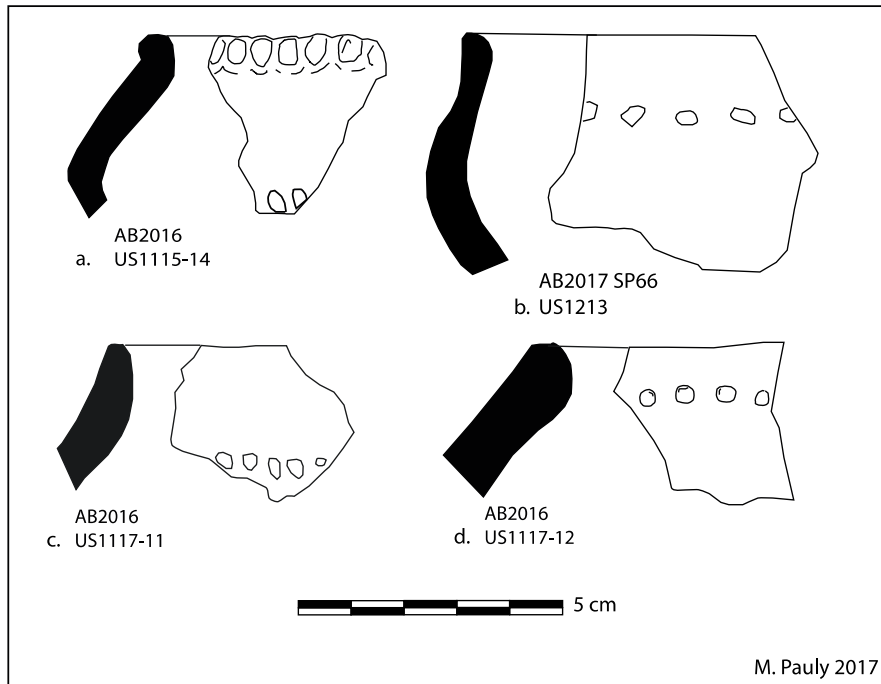 AB2016
a. US1115-14
AB2017 SP66
b. US1213
AB2016
c. US1117-11
AB2016
d. US1117-12
5 cm
M. Pauly 2017